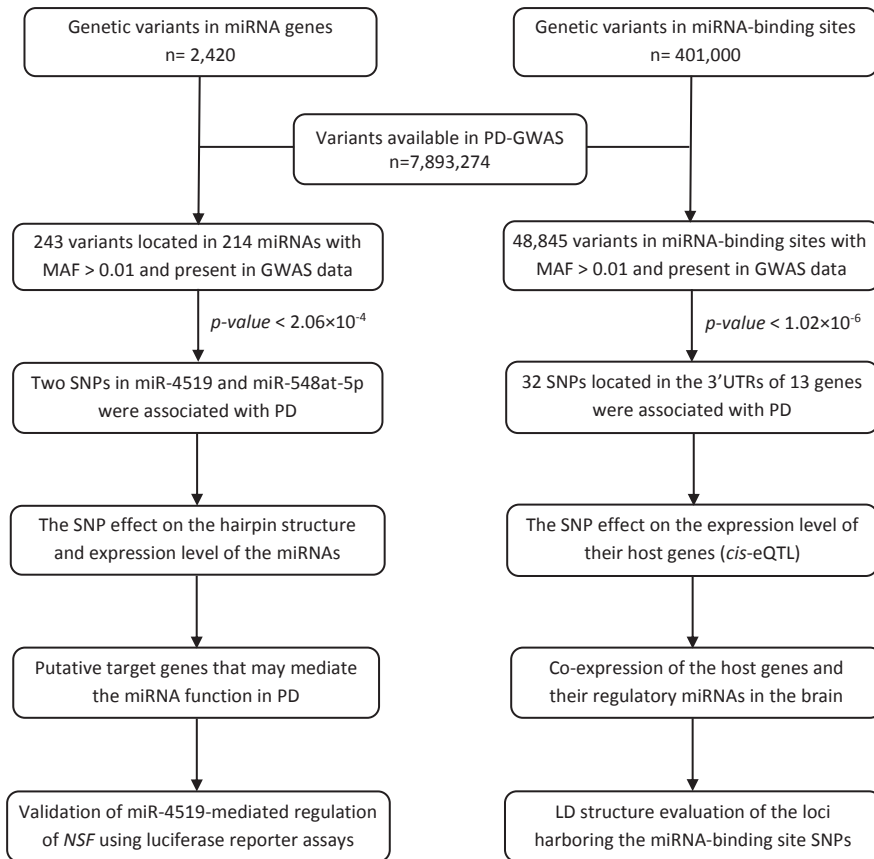 Genetic variants in miRNA genes
n= 2,420
Genetic variants in miRNA-binding sites
n= 401,000
Variants available in PD-GWAS
n=7,893,274
243 variants located in 214 miRNAs with
MAF > 0.01 and present in GWAS data
48,845 variants in miRNA-binding sites with
MAF > 0.01 and present in GWAS data
p-value < 2.06×10⁻⁴
p-value < 1.02×10⁻⁶
Two SNPs in miR-4519 and miR-548at-5p
were associated with PD
32 SNPs located in the 3’UTRs of 13 genes
were associated with PD
The SNP effect on the hairpin structure
and expression level of the miRNAs
The SNP effect on the expression level of
their host genes (cis-eQTL)
Putative target genes that may mediate
the miRNA function in PD
Co-expression of the host genes and
their regulatory miRNAs in the brain
Validation of miR-4519-mediated regulation
of NSF using luciferase reporter assays
LD structure evaluation of the loci
harboring the miRNA-binding site SNPs